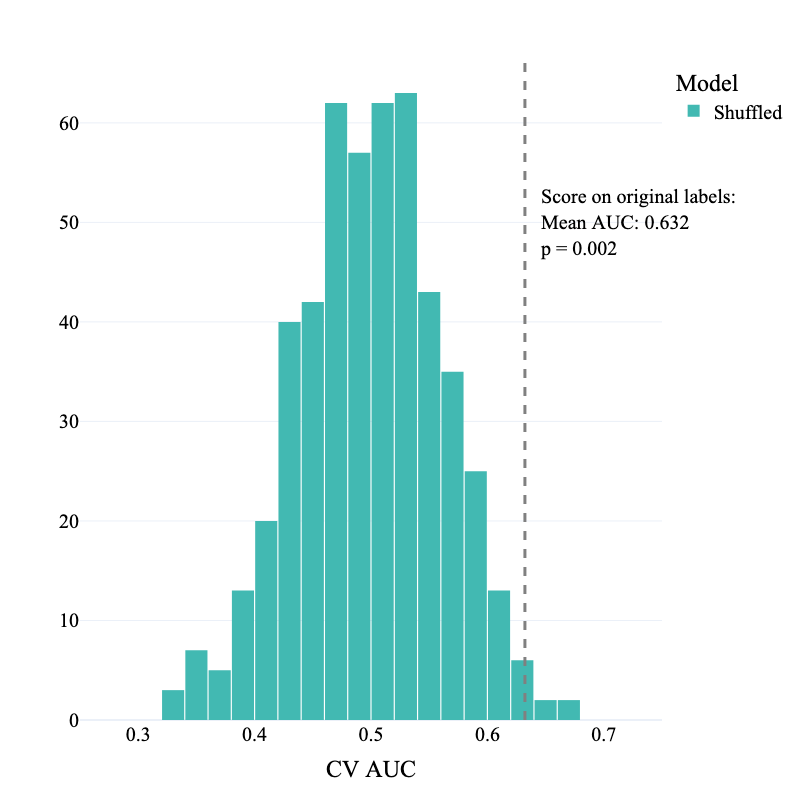 Model
Shuffled
Score on original labels:
Mean AUC: 0.632
p = 0.002
60
50
40
30
20
10
0
0.3 0.4 0.5 0.6 0.7
CV AUC